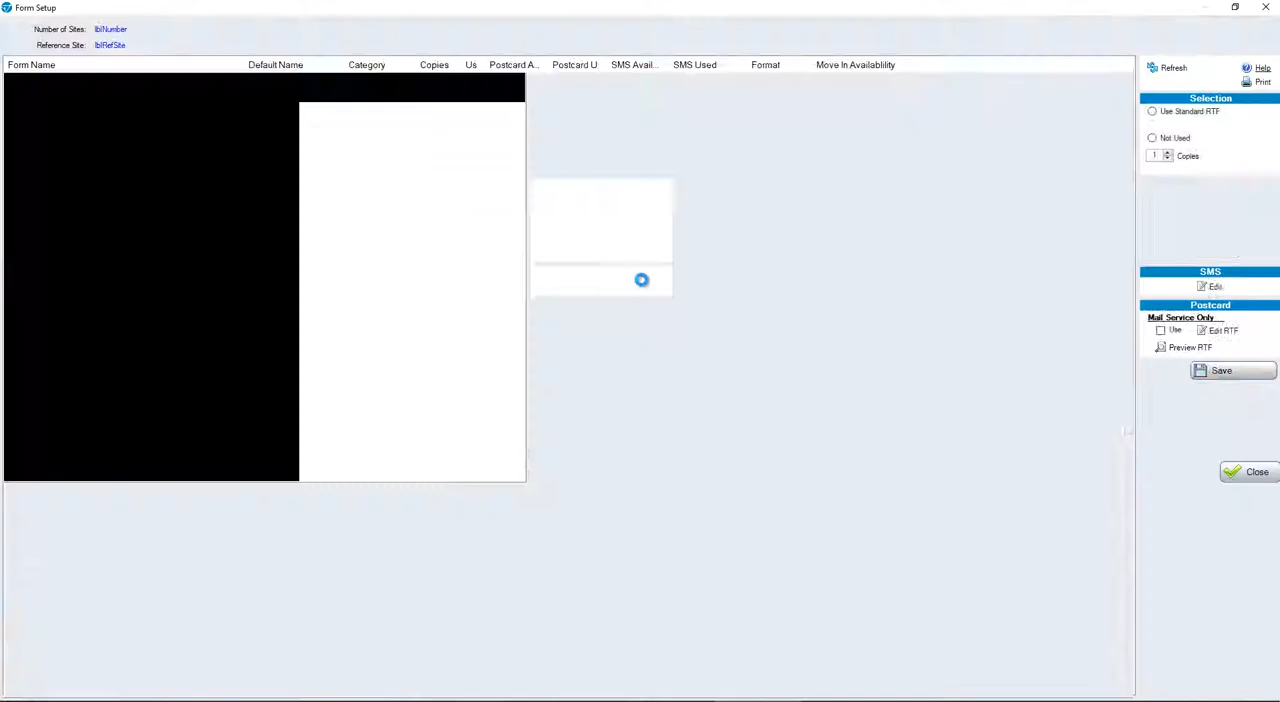 Form Setup
Number of Sites: lblNumber
Reference Site: lblRefSite
Form Name Default Name Category Copies Us Postcard A... Postcard U SMS Avail... SMS Used Format Move In Availablility
Refresh Help
Print
Selection
Use Standard RTF
Not Used
1 Copies
SMS
Edit
Postcard
Mail Service Only
Use Edit RTF
Preview RTF
Save
Close